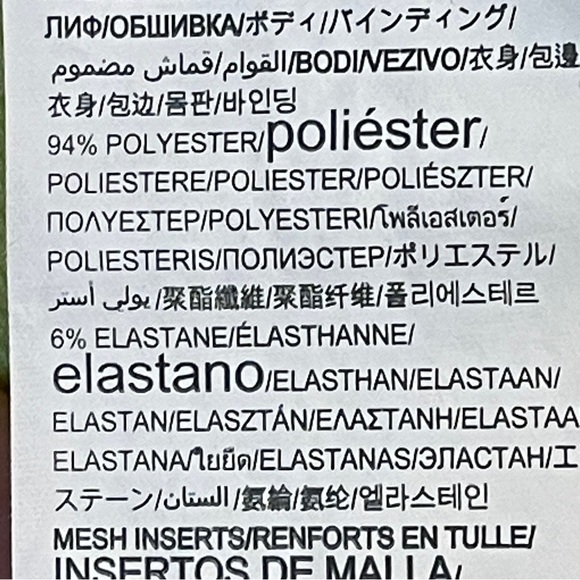 ЛИФ/ОБШИВКА/ボディ/バインディング/
القوام/قماش مضموم/BODI/VEZIVO/衣身/包邊
衣身/包边/몸판/바인딩
94% POLYESTER/poliéster/
POLIESTERE/POLIESTER/POLIÉSZTER/
ΠΟΛΥΕΣΤΕΡ/POLYESTERI/โพลีเอสเตอร์/
POLIESTERIS/ПОЛИЭСТЕР/ポリエステル/
بولي أستر/聚酯纖維/聚酯纤维/폴리에스테르
6% ELASTANE/ÉLASTHANNE/
elastano/ELASTHAN/ELASTAAN/
ELASTAN/ELASZTÁN/ΕΛΑΣΤΑΝΗ/ELASTAA
ELASTANA/ใยยืด/ELASTANAS/ЭЛАСТАН/エ
ステーン/الستان/氨綸/氨纶/엘라스테인
MESH INSERTS/RENFORTS EN TULLE/
INSERTOS DE MALLA/